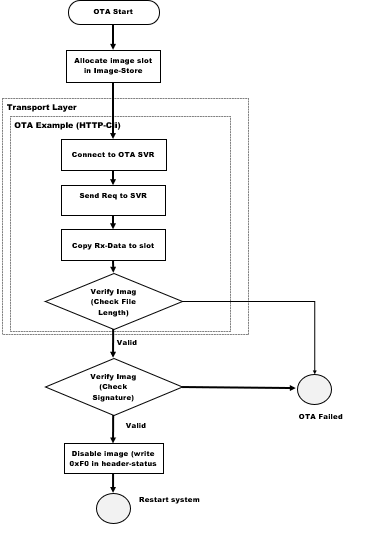 OTA Start
Allocate image slot
in Image-Store
Transport Layer
OTA Example (HTTP-Cli)
Connect to OTA SVR
Send Req to SVR
Copy Rx-Data to slot
Verify Imag
(Check File
Length)
Valid
Verify Imag
(Check
Signature)
OTA Failed
Valid
Disable image (write
0xF0 in header-status
Restart system